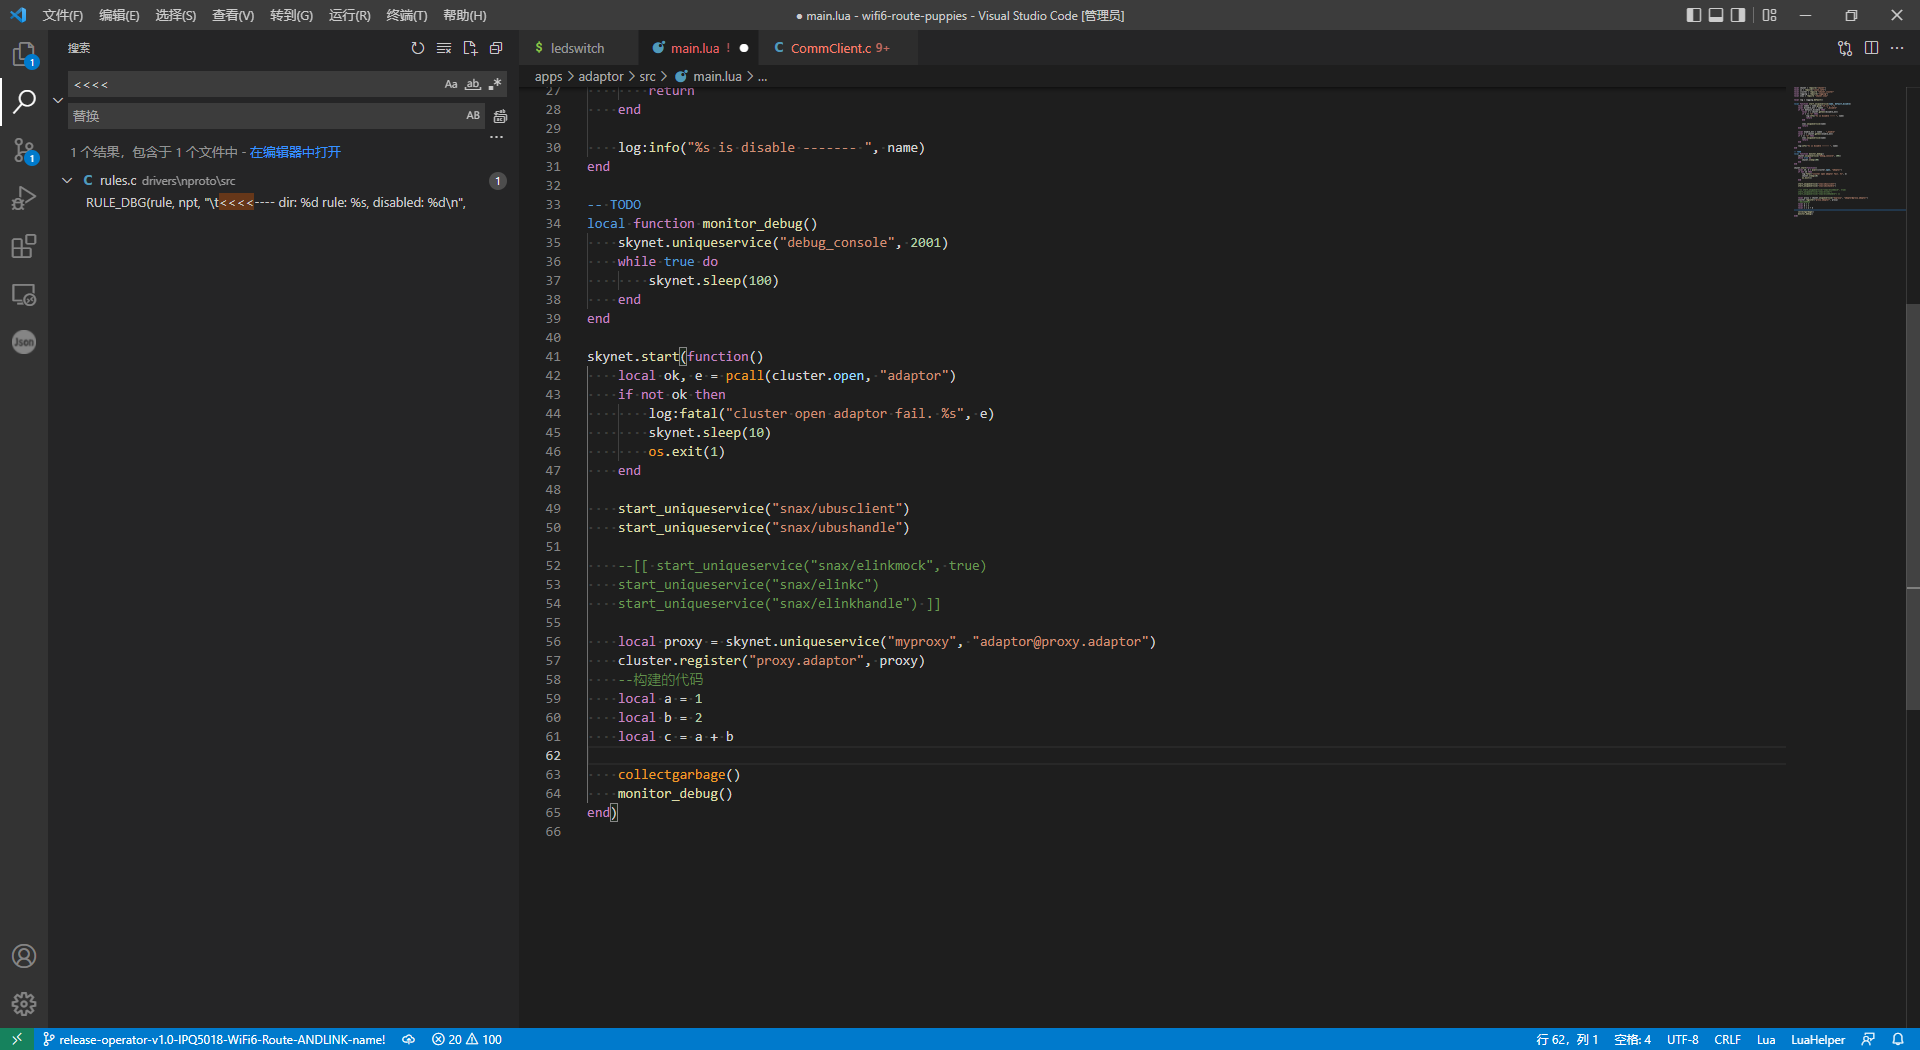 文件(F) 编辑(E) 选择(S) 查看(V) 转到(G) 运行(R) 终端(T) 帮助(H)
● main.lua - wifi6-route-puppies - Visual Studio Code [管理员]
搜索
<<<<
Aa ab .*
替换
AB
1 个结果，包含于 1 个文件中 - 在编辑器中打开
rules.c drivers\nproto\src 1
RULE_DBG(rule, npt, "\t<<<<---- dir: %d rule: %s, disabled: %d\n",
1
1
Json
$ ledswitch
main.lua ! ●
C CommClient.c 9+
apps > adaptor > src > main.lua > ...
27 return
28 end
29
30 log:info("%s is disable ------- ", name)
31 end
32
33 -- TODO
34 local function monitor_debug()
35 skynet.uniqueservice("debug_console", 2001)
36 while true do
37 skynet.sleep(100)
38 end
39 end
40
41 skynet.start(function()
42 local ok, e = pcall(cluster.open, "adaptor")
43 if not ok then
44 log:fatal("cluster open adaptor fail. %s", e)
45 skynet.sleep(10)
46 os.exit(1)
47 end
48
49 start_uniqueservice("snax/ubusclient")
50 start_uniqueservice("snax/ubushandle")
51
52 --[[ start_uniqueservice("snax/elinkmock", true)
53 start_uniqueservice("snax/elinkc")
54 start_uniqueservice("snax/elinkhandle") ]]
55
56 local proxy = skynet.uniqueservice("myproxy", "adaptor@proxy.adaptor")
57 cluster.register("proxy.adaptor", proxy)
58 --构建的代码
59 local a = 1
60 local b = 2
61 local c = a + b
62
63 collectgarbage()
64 monitor_debug()
65 end)
66
release-operator-v1.0-IPQ5018-WiFi6-Route-ANDLINK-name! 20 100
行 62，列 1 空格: 4 UTF-8 CRLF Lua LuaHelper